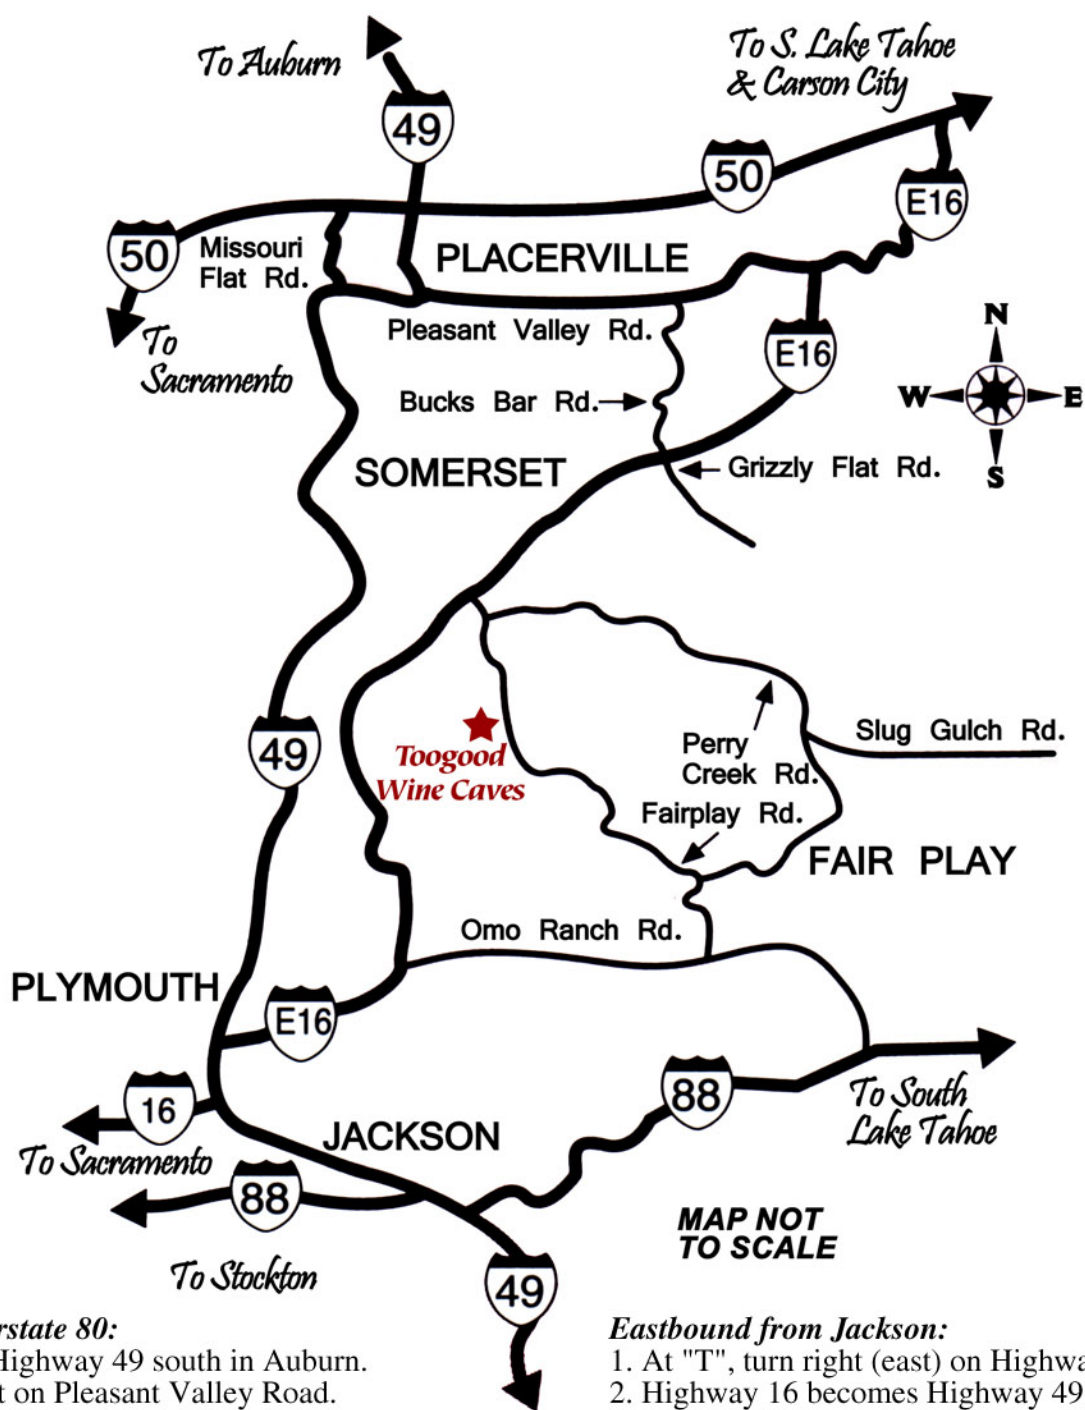 To Auburn
To S. Lake Tahoe
& Carson City
49
50
E16
50
Missouri
Flat Rd.
PLACERVILLE
Pleasant Valley Rd.
To
Sacramento
E16
N
W
E
S
Bucks Bar Rd.
SOMERSET
Grizzly Flat Rd.
49
Toogood
Wine Caves
Perry
Creek Rd.
Slug Gulch Rd.
Fairplay Rd.
FAIR PLAY
Omo Ranch Rd.
PLYMOUTH
E16
16
To Sacramento
JACKSON
88
To South
Lake Tahoe
88
To Stockton
MAP NOT
TO SCALE
49
rstate 80:
Highway 49 south in Auburn.
t on Pleasant Valley Road.
Eastbound from Jackson:
1. At "T", turn right (east) on Highwa
2. Highway 16 becomes Highway 49